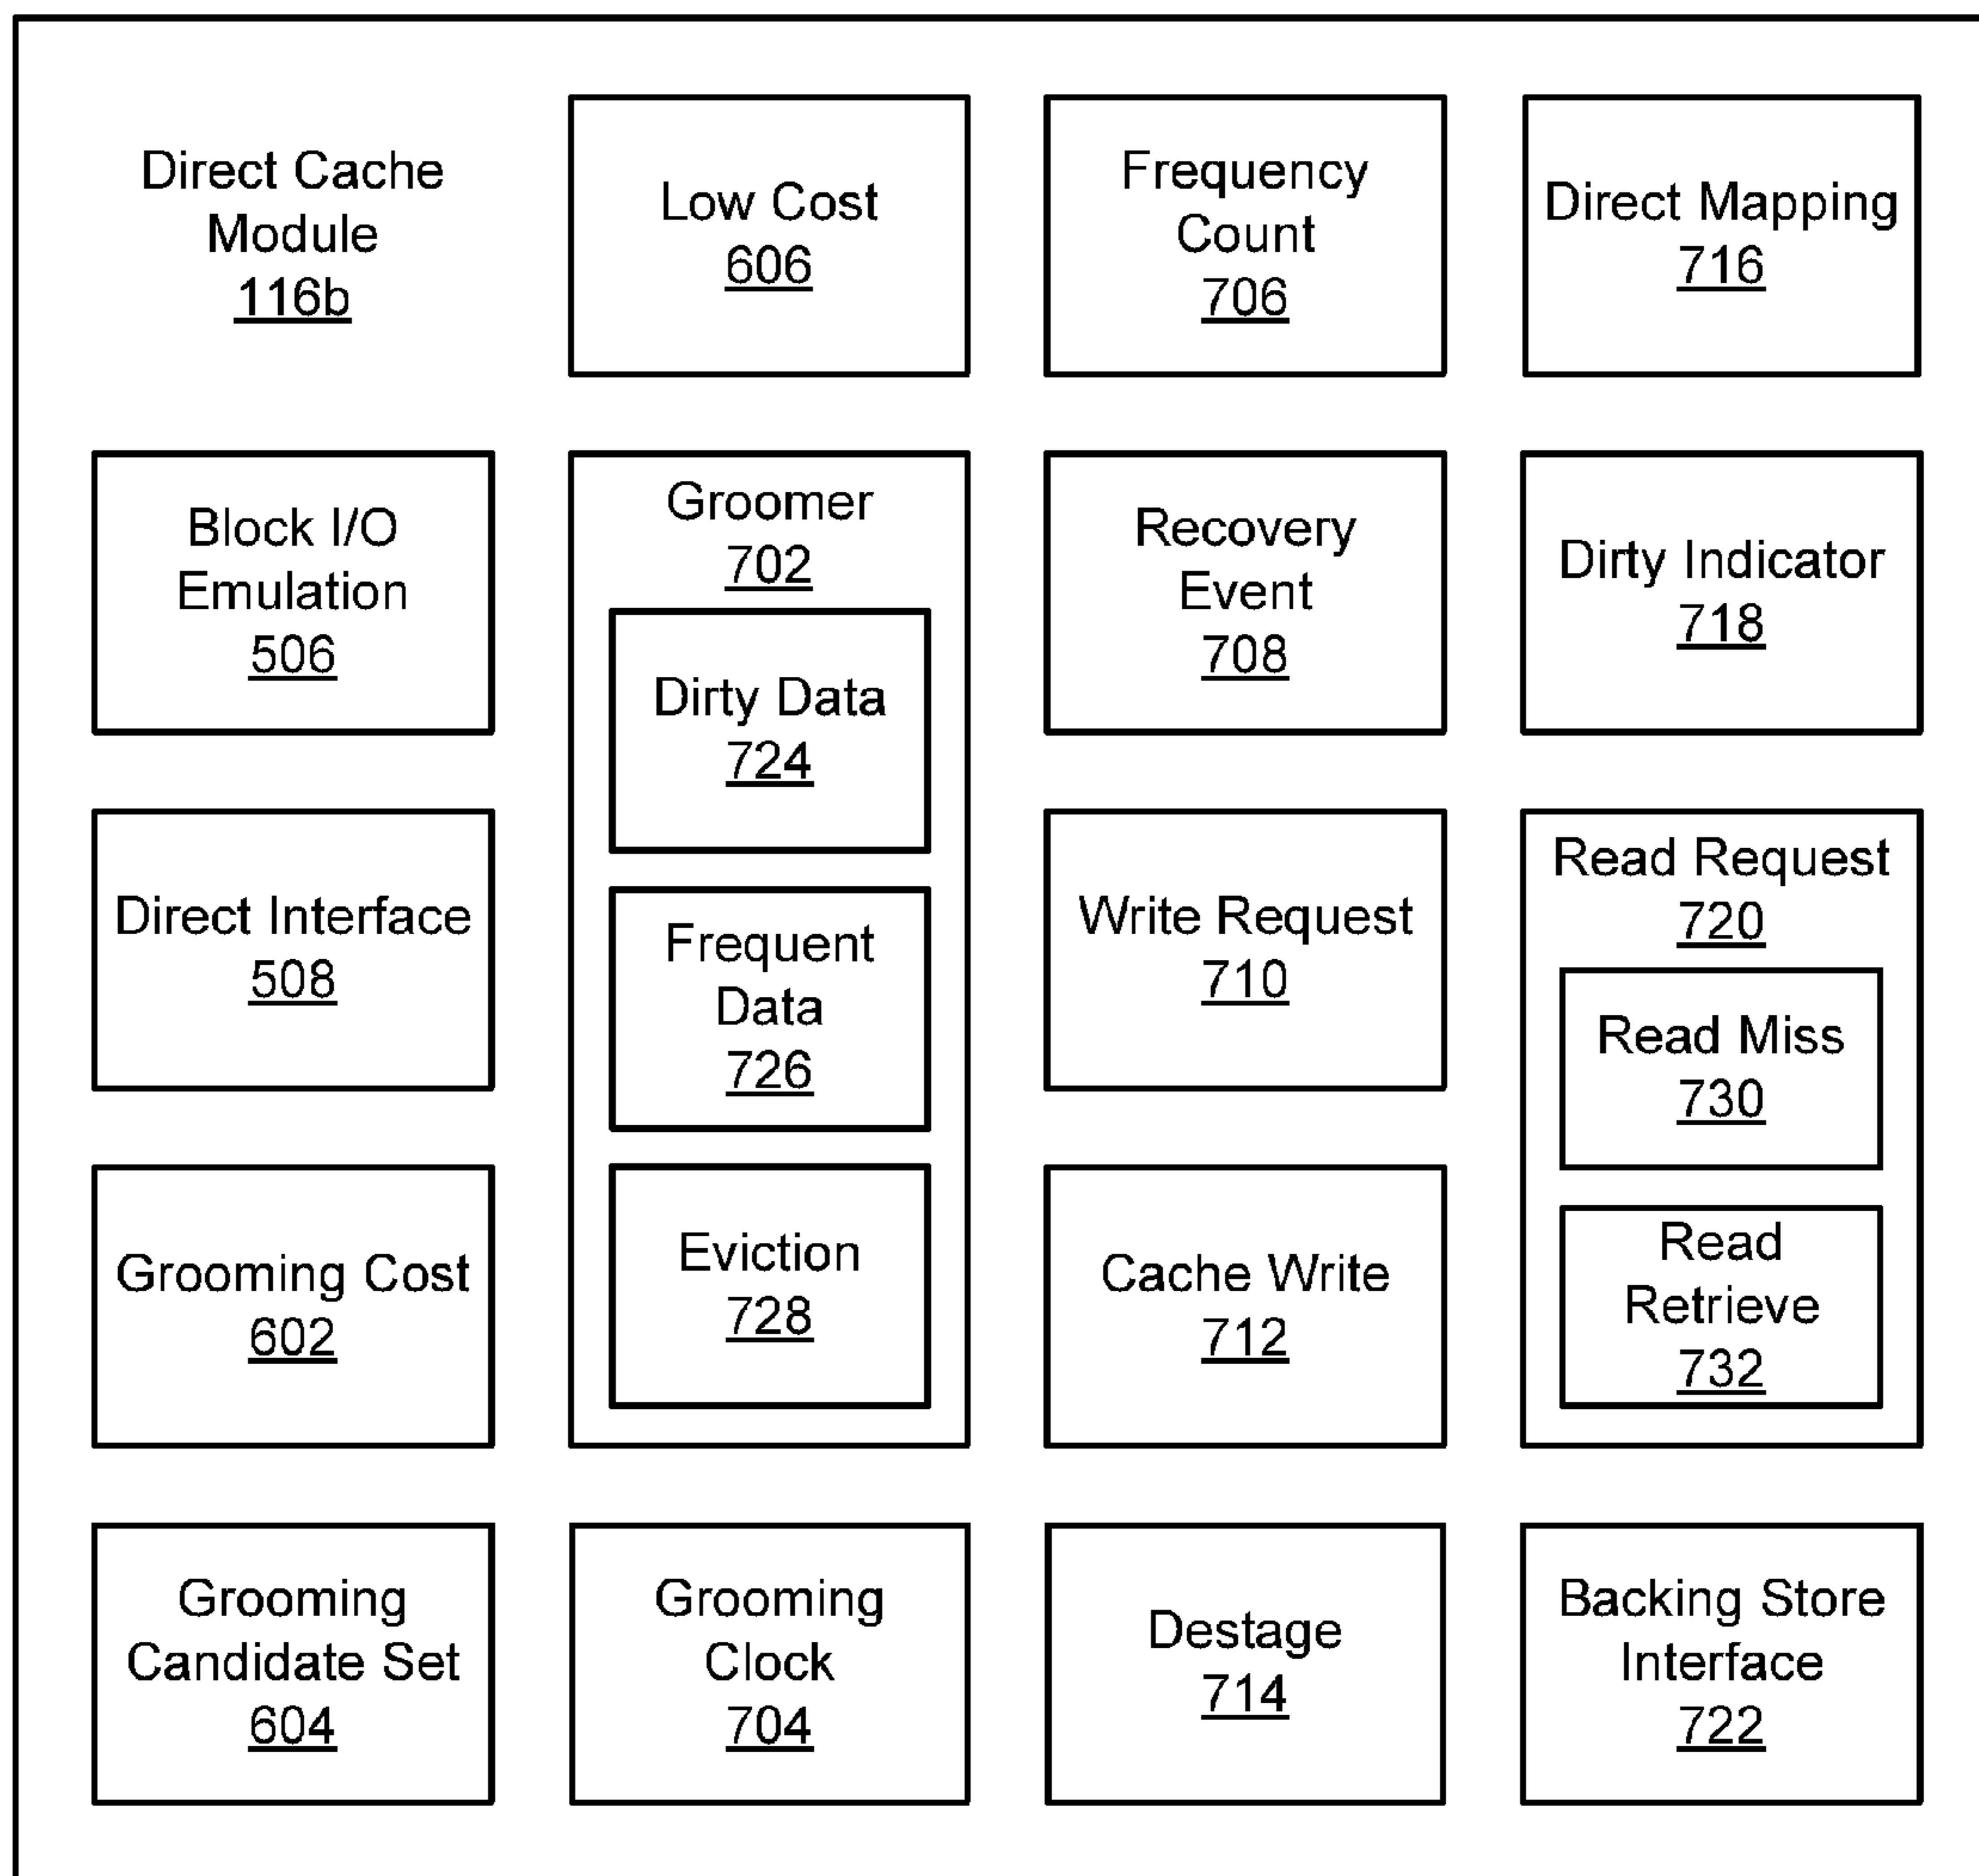 Direct Cache
Module
116b
Low Cost
606
Frequency
Count
706
Direct Mapping
716
Block I/O
Emulation
506
Groomer
702
Dirty Data
724
Frequent
Data
726
Eviction
728
Recovery
Event
708
Dirty Indicator
718
Direct Interface
508
Write Request
710
Read Request
720
Read Miss
730
Read
Retrieve
732
Grooming Cost
602
Cache Write
712
Grooming
Candidate Set
604
Grooming
Clock
704
Destage
714
Backing Store
Interface
722